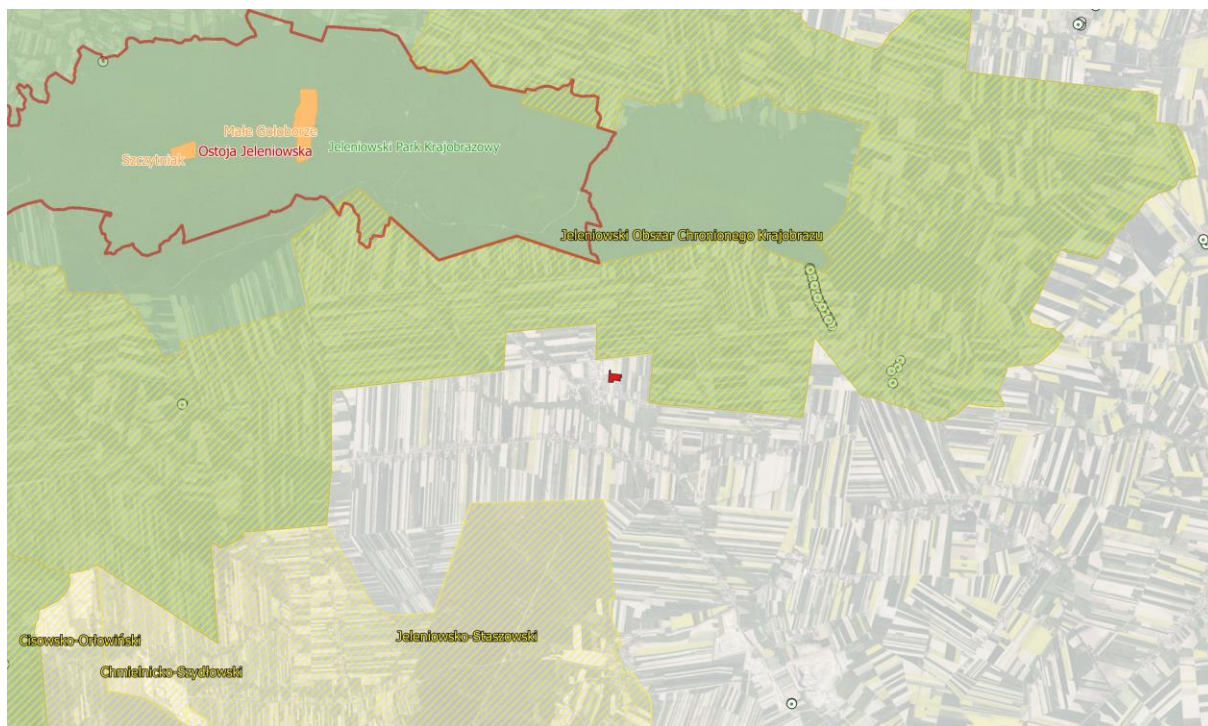 Małe Gołoborze
Szczytniak
Ostoja Jeleniowska
Jeleniowski Park Krajobrazowy
Jeleniowski Obszar Chronionego Krajobrazu
Cisowsko-Orłowiński
Jeleniowsko-Staszowski
Chmielnicko-Szydłowski